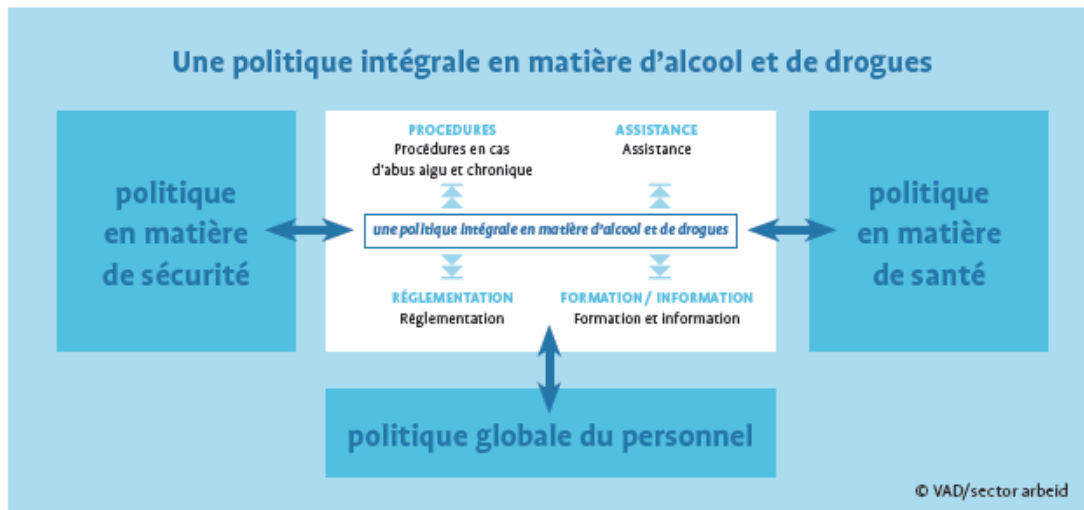 Une politique intégrale en matière d'alcool et de drogues
politique
en matière
de sécurité
PROCEDURES
Procédures en cas
d'abus aigu et chronique
ASSISTANCE
Assistance
une politique intégrale en matière d'alcool et de drogues
RÉGLEMENTATION
Réglementation
FORMATION / INFORMATION
Formation et information
politique
en matière
de santé
politique globale du personnel
© VAD/sector arbeid